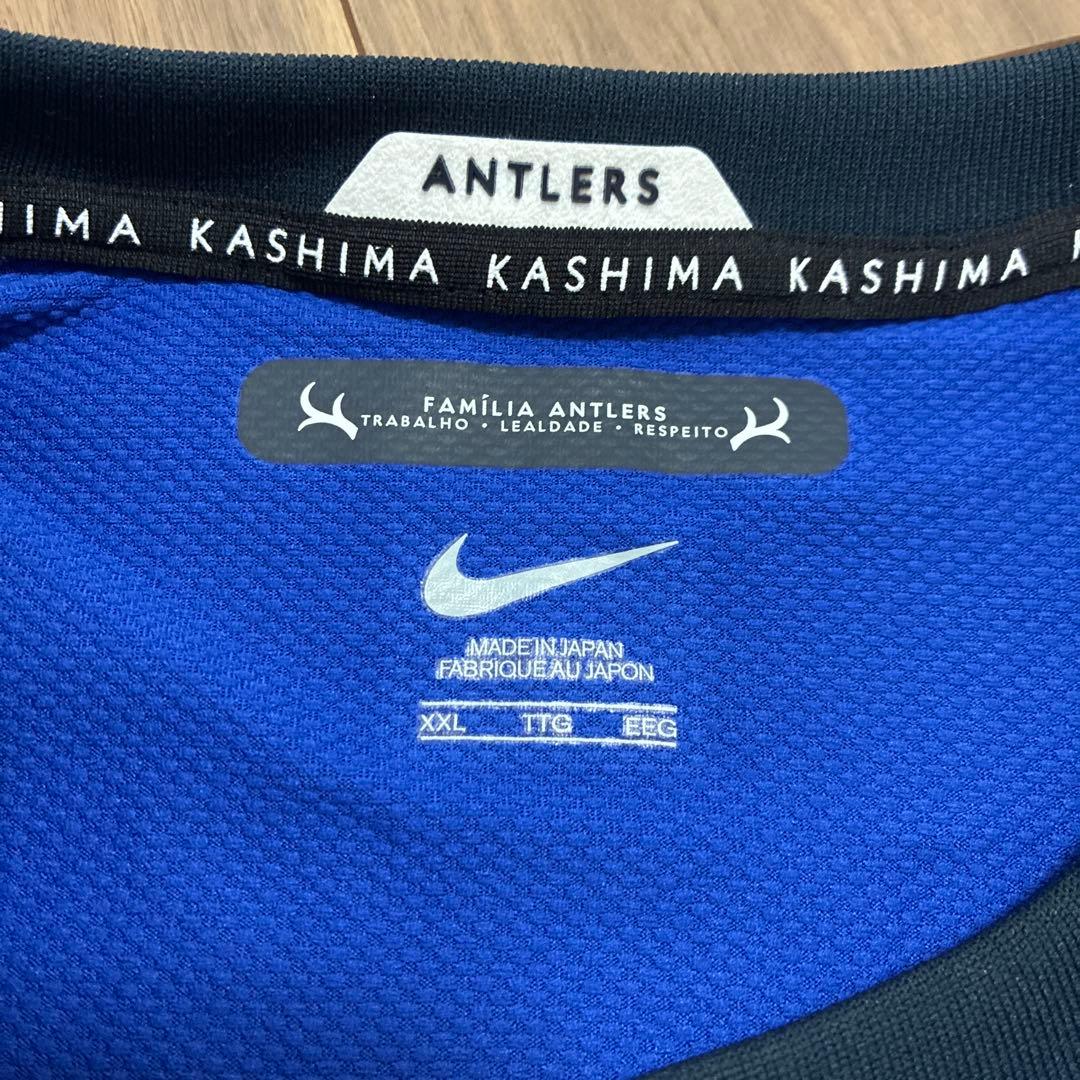 ANTLERS
IMA KASHIMA KASHIMA KASHIMA K
FAMÍLIA ANTLERS
TRABALHO • LEALDADE • RESPEITO
MADE IN JAPAN
FABRIQUE AU JAPON
XXL TTG EEG